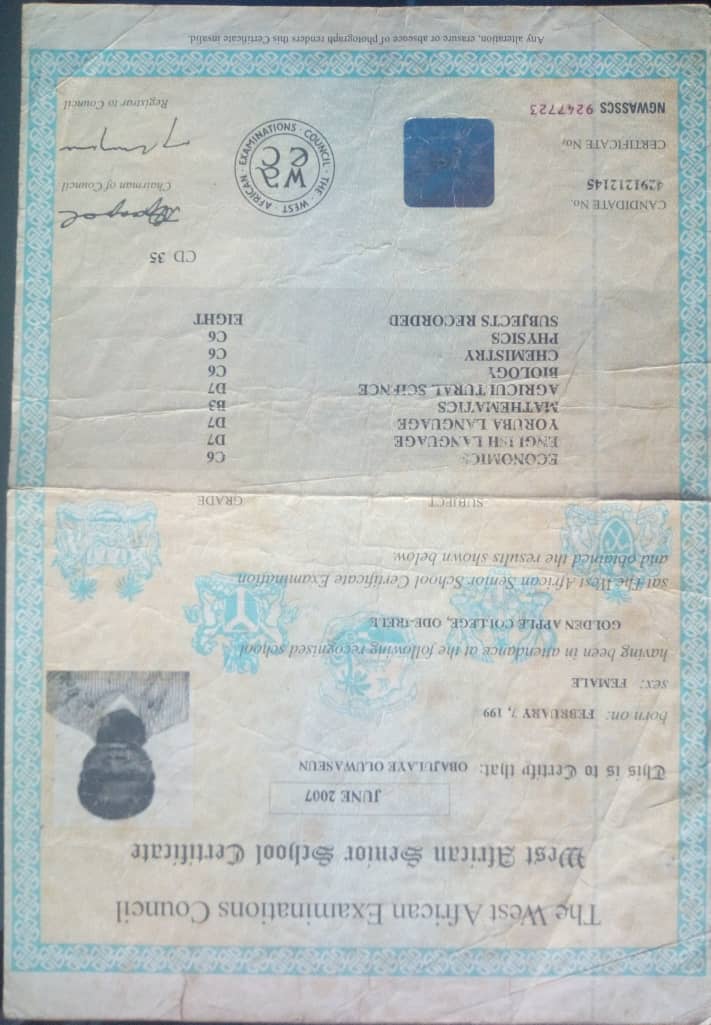 The West African Examinations Council
West African Senior School Certificate
JUNE 2007
This is to Certify that: OBAJULAYE OLUWASEUN
born on: FEBRUARY 7, 199
sex: FEMALE
having been in attendance at the following recognised school
GOLDEN APPLE COLLEGE, ODE-IRELE
sat The West African Senior School Certificate Examination
and obtained the results shown below.
SUBJECT GRADE
ECONOMICS C6
ENGLISH LANGUAGE D7
YORUBA LANGUAGE D7
MATHEMATICS B3
AGRICULTURAL SCIENCE D7
BIOLOGY C6
CHEMISTRY C6
PHYSICS C6
SUBJECTS RECORDED EIGHT
CD 35
CANDIDATE No.
4291212145
Chairman of Council
CERTIFICATE No.
NGWASSCS 9247723
THE · WEST · AFRICAN · EXAMINATIONS · COUNCIL ·
wa
ec
Registrar to Council
Any alteration, erasure or absence of photograph renders this Certificate invalid.